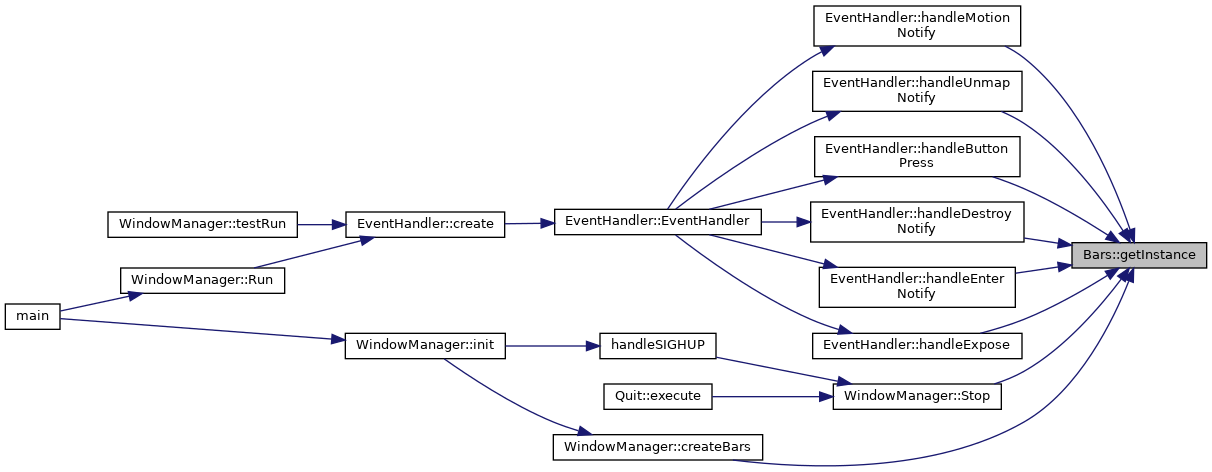 EventHandler::handleMotion
Notify
EventHandler::handleUnmap
Notify
EventHandler::handleButton
Press
EventHandler::handleDestroy
Notify
WindowManager::testRun
EventHandler::create
EventHandler::EventHandler
Bars::getInstance
WindowManager::Run
EventHandler::handleEnter
Notify
main
WindowManager::init
handleSIGHUP
EventHandler::handleExpose
Quit::execute
WindowManager::Stop
WindowManager::createBars